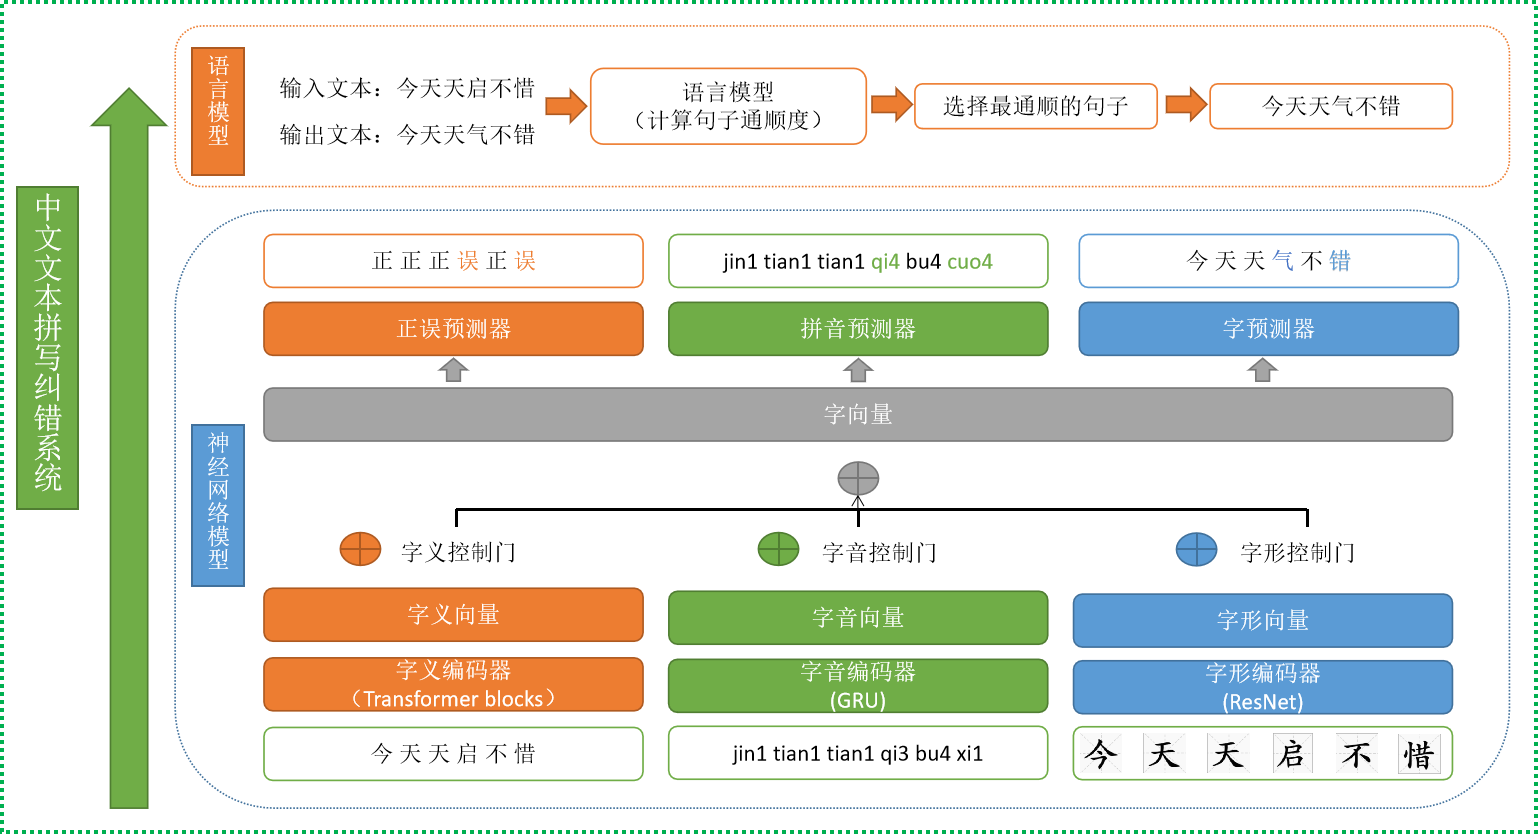 中文文本拼写纠错系统
语言模型
输入文本：今天天启不惜
输出文本：今天天气不错
语言模型
（计算句子通顺度）
选择最通顺的句子
今天天气不错
神经网络模型
正 正 正 误 正 误
jin1 tian1 tian1 qi4 bu4 cuo4
今 天 天 气 不 错
正误预测器
拼音预测器
字预测器
字向量
字义控制门
字音控制门
字形控制门
字义向量
字音向量
字形向量
字义编码器
（Transformer blocks）
字音编码器
(GRU)
字形编码器
(ResNet)
今 天 天 启 不 惜
jin1 tian1 tian1 qi3 bu4 xi1
今 天 天 启 不 惜